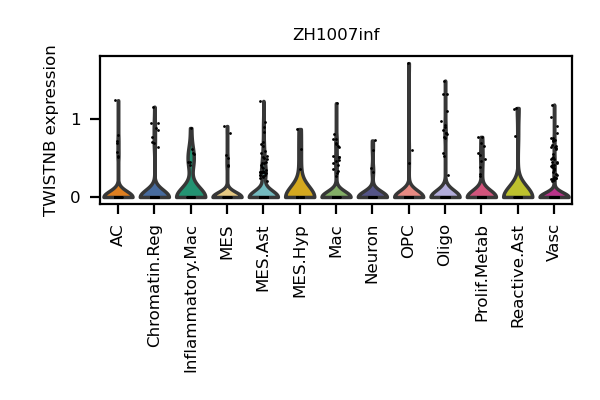 ZH1007inf
TWISTNB expression
1
0
AC
Chromatin.Reg
Inflammatory.Mac
MES
MES.Ast
MES.Hyp
Mac
Neuron
OPC
Oligo
Prolif.Metab
Reactive.Ast
Vasc